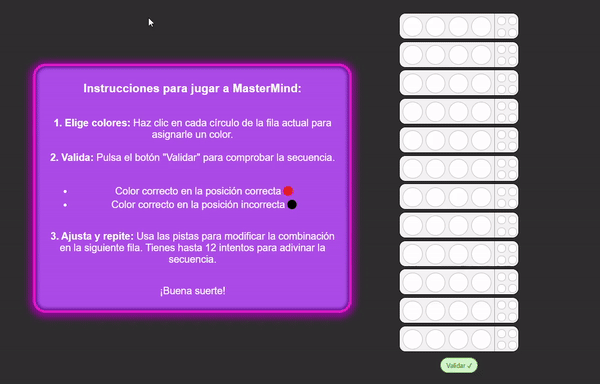 Instrucciones para jugar a MasterMind:
1. Elige colores: Haz clic en cada círculo de la fila actual para
asignarle un color.
2. Valida: Pulsa el botón "Validar" para comprobar la secuencia.
• Color correcto en la posición correcta
• Color correcto en la posición incorrecta
3. Ajusta y repite: Usa las pistas para modificar la combinación
en la siguiente fila. Tienes hasta 12 intentos para adivinar la
secuencia.
¡Buena suerte!
Validar ✓